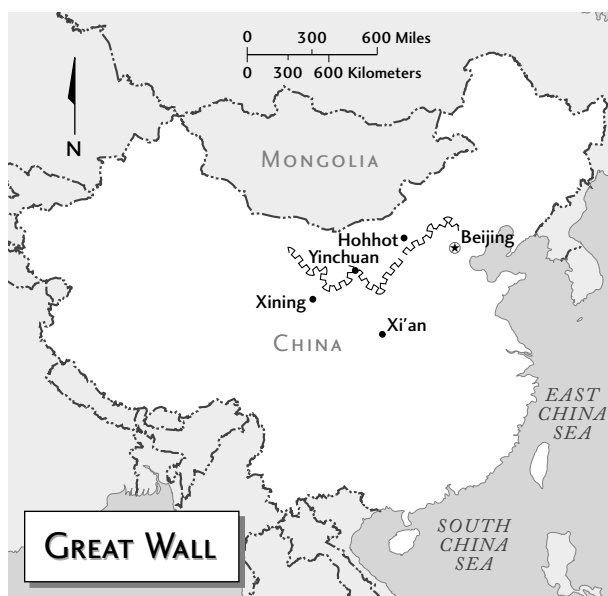 0 300 600 Miles
0 300 600 Kilometers
N
MONGOLIA
Hohhot
Beijing
Yinchuan
Xining
Xi'an
CHINA
EAST
CHINA
SEA
SOUTH
CHINA
SEA
GREAT WALL